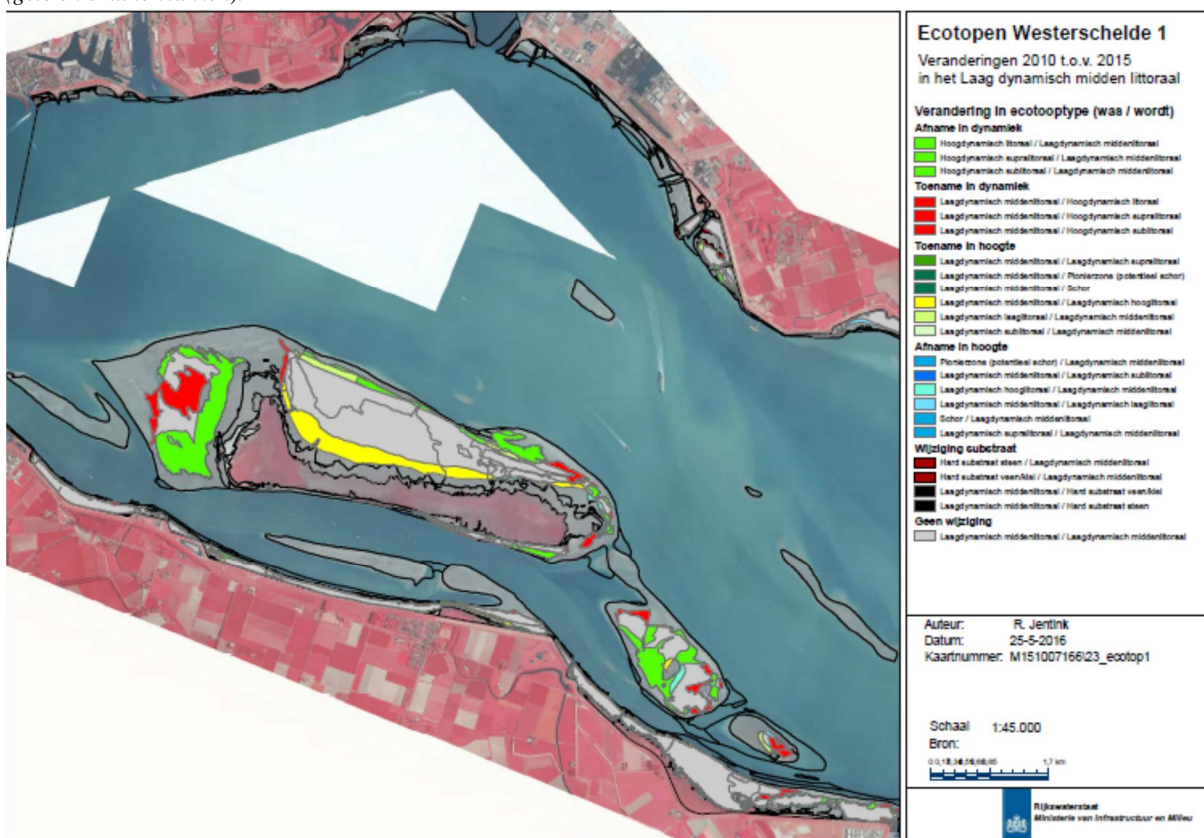 Ecotopen Westerschelde 1
Veranderingen 2010 t.o.v. 2015
in het Laag dynamisch midden littoraal
Verandering in ecotooptype (was / wordt)
Afname in dynamiek
Hoogdynamisch litoraal / Laagdynamisch middenlitoraal
Hoogdynamisch supralitoraal / Laagdynamisch middenlitoraal
Hoogdynamisch sublitoraal / Laagdynamisch middenlitoraal
Toename in dynamiek
Laagdynamisch middenlitoraal / Hoogdynamisch litoraal
Laagdynamisch middenlitoraal / Hoogdynamisch supralitoraal
Laagdynamisch middenlitoraal / Hoogdynamisch sublitoraal
Toename in hoogte
Laagdynamisch middenlitoraal / Laagdynamisch supralitoraal
Laagdynamisch middenlitoraal / Pionierzone (potentieel schor)
Laagdynamisch middenlitoraal / Schor
Laagdynamisch middenlitoraal / Laagdynamisch hooglitoraal
Laagdynamisch laaglitoraal / Laagdynamisch middenlitoraal
Laagdynamisch sublitoraal / Laagdynamisch middenlitoraal
Afname in hoogte
Pionierzone (potentieel schor) / Laagdynamisch middenlitoraal
Laagdynamisch middenlitoraal / Laagdynamisch sublitoraal
Laagdynamisch hooglitoraal / Laagdynamisch middenlitoraal
Laagdynamisch middenlitoraal / Laagdynamisch laaglitoraal
Schor / Laagdynamisch middenlitoraal
Laagdynamisch supralitoraal / Laagdynamisch middenlitoraal
Wijziging substraat
Hard substraat steen / Laagdynamisch middenlitoraal
Hard substraat veen/klei / Laagdynamisch middenlitoraal
Laagdynamisch middenlitoraal / Hard substraat veen/klei
Laagdynamisch middenlitoraal / Hard substraat steen
Geen wijziging
Laagdynamisch middenlitoraal / Laagdynamisch middenlitoraal
Auteur: R. Jentink
Datum: 25-5-2016
Kaartnummer: M151007166\23_ecotop1
Schaal 1:45.000
Bron:
1,7 km
Rijkswaterstaat
Ministerie van Infrastructuur en Milieu